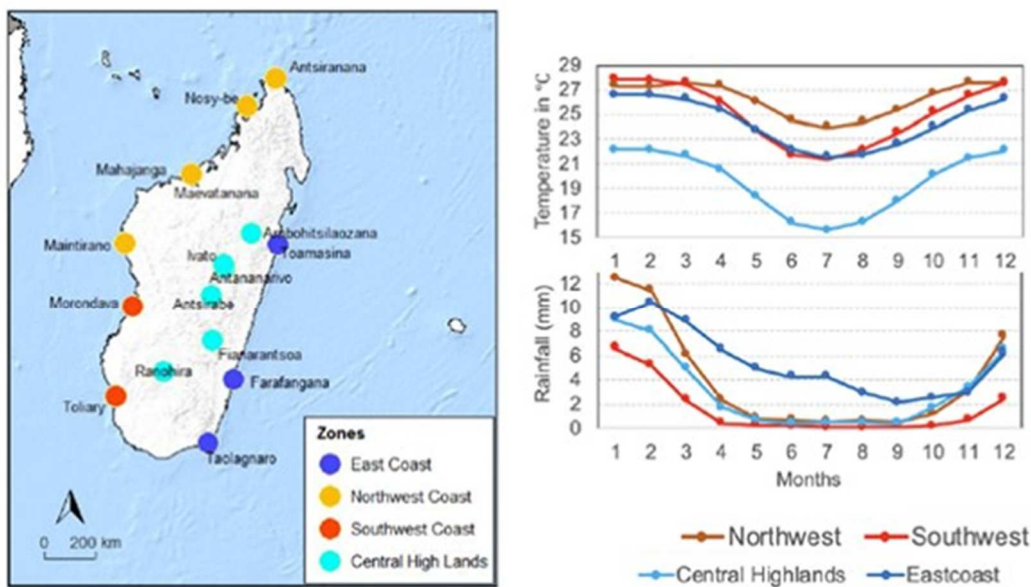 Antsiranana
Nosy-be
Mahajanga
Maevatanana
Maintirano
Ambohitsilaozana
Toamasina
Ivato
Antananarivo
Morondava
Antsirabe
Fianarantsoa
Ranohira
Farafangana
Toliary
Taolagnaro
0 200 km
Zones
East Coast
Northwest Coast
Southwest Coast
Central High Lands
Temperature in °C
29
27
25
23
21
19
17
15
1 2 3 4 5 6 7 8 9 10 11 12
Rainfall (mm)
12
10
8
6
4
2
0
1 2 3 4 5 6 7 8 9 10 11 12
Months
Northwest Southwest
Central Highlands Eastcoast